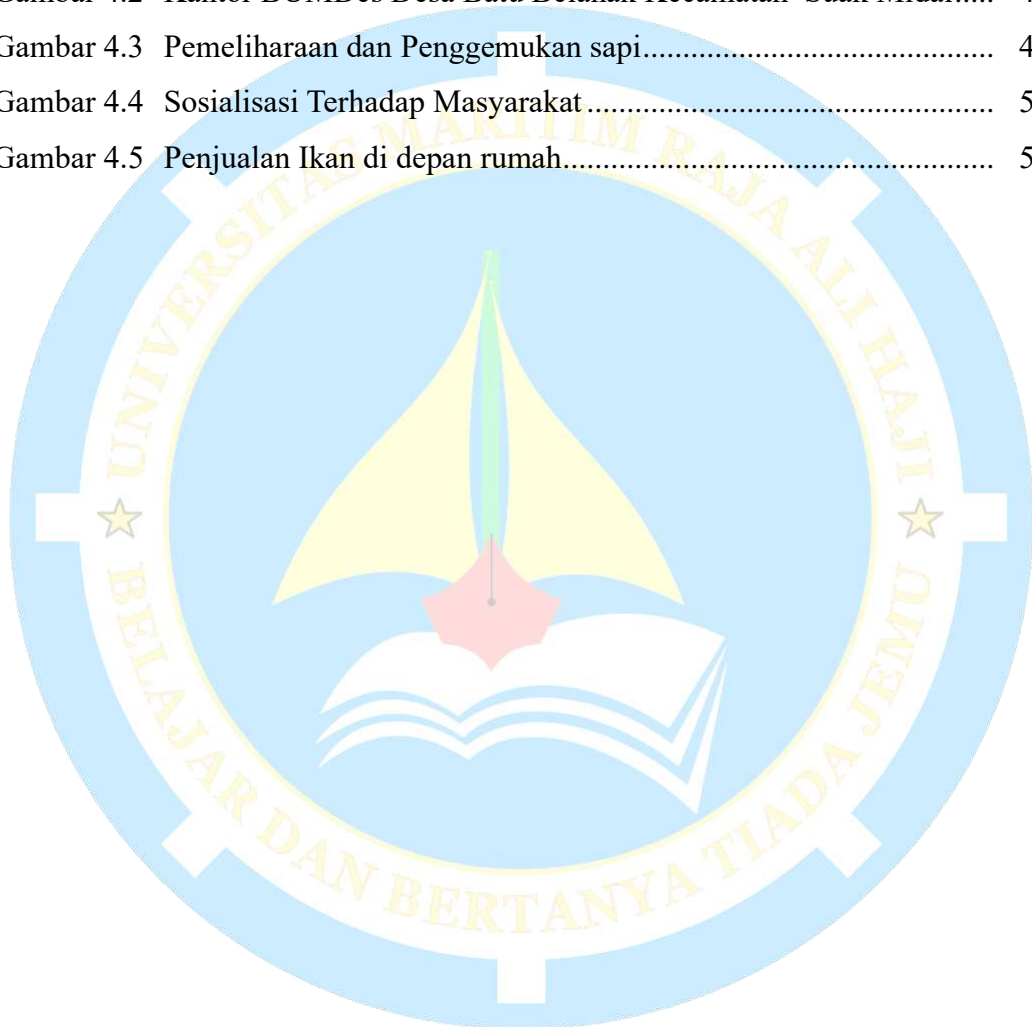 Gambar 4.3 Pemeliharaan dan Penggemukan sapi............................................. 4
Gambar 4.4 Sosialisasi Terhadap Masyarakat..................................................... 5
Gambar 4.5 Penjualan Ikan di depan rumah........................................................ 5
UNIVERSITAS MARITIM RAJA ALI HAJI
BELAJAR DAN BERTANYA TIADA JEMU